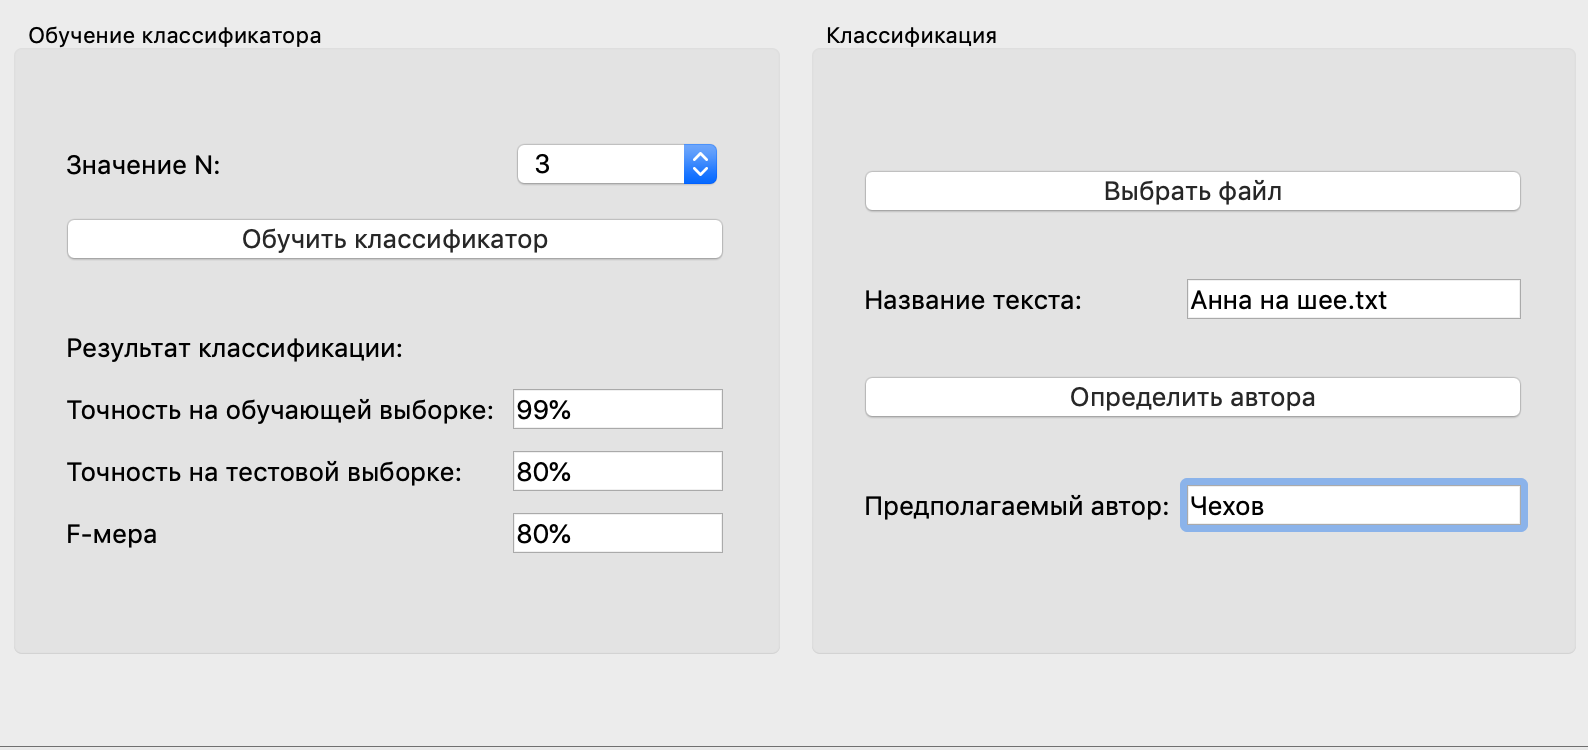 Обучение классификатора
Значение N:
3
Обучить классификатор
Результат классификации:
Точность на обучающей выборке:
99%
Точность на тестовой выборке:
80%
F-мера
80%
Классификация
Выбрать файл
Название текста:
Анна на шее.txt
Определить автора
Предполагаемый автор:
Чехов